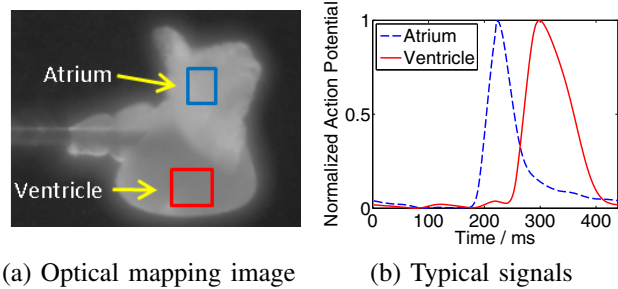 Atrium
Ventricle
(a) Optical mapping image
Normalized Action Potential
1
0.5
0
Atrium
Ventricle
0 100 200 300 400
Time / ms
(b) Typical signals